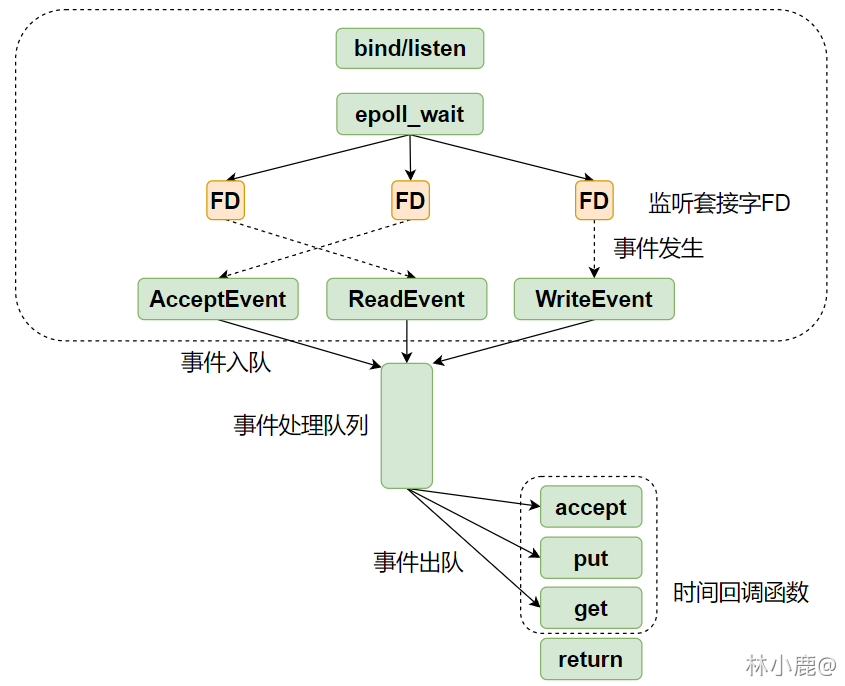 bind/listen
epoll_wait
FD
FD
FD
监听套接字FD
事件发生
AcceptEvent
ReadEvent
WriteEvent
事件入队
事件处理队列
accept
put
事件出队
get
时间回调函数
return
林小鹿@